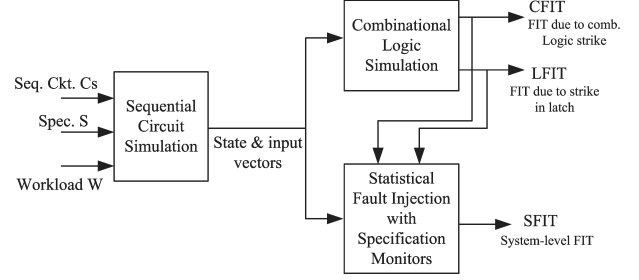 Seq. Ckt. Cs
Spec. S
Workload W
Sequential
Circuit
Simulation
State & input
vectors
Combinational
Logic
Simulation
CFIT
FIT due to comb.
Logic strike
LFIT
FIT due to strike
in latch
Statistical
Fault Injection
with
Specification
Monitors
SFIT
System-level FIT